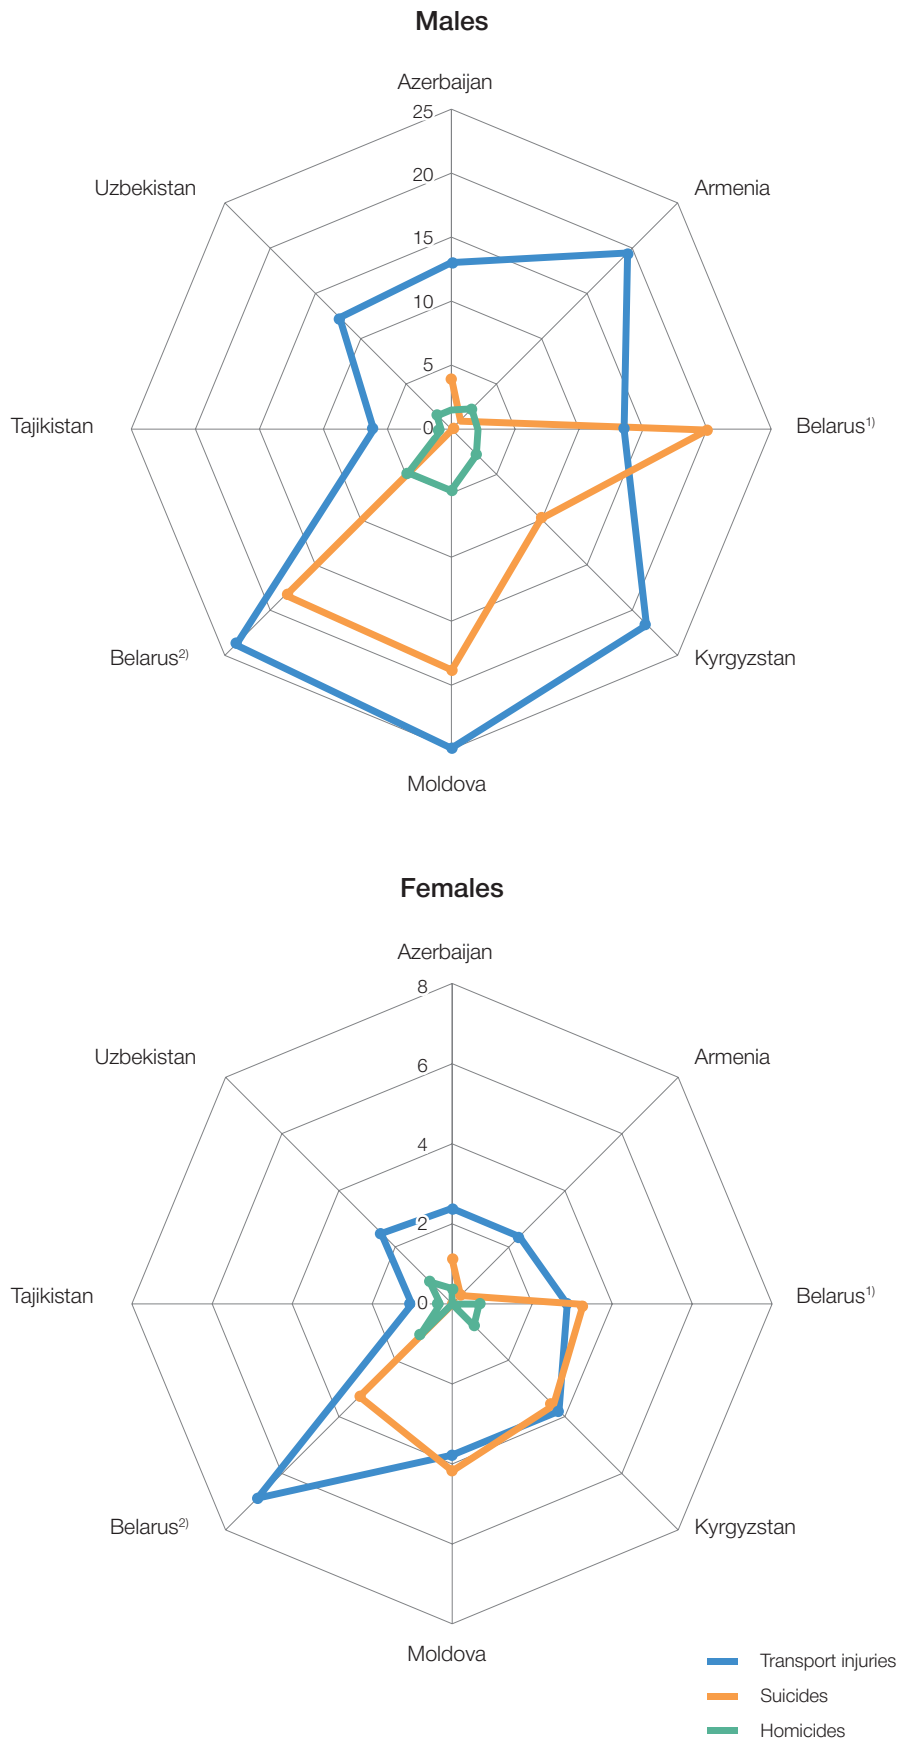 Males
Azerbaijan
25
Uzbekistan
Armenia
20
15
10
5
Tajikistan
0
Belarus1)
Belarus2)
Kyrgyzstan
Moldova
Females
Azerbaijan
8
Uzbekistan
Armenia
6
4
2
Tajikistan
0
Belarus1)
Belarus2)
Kyrgyzstan
Moldova
Transport injuries
Suicides
Homicides